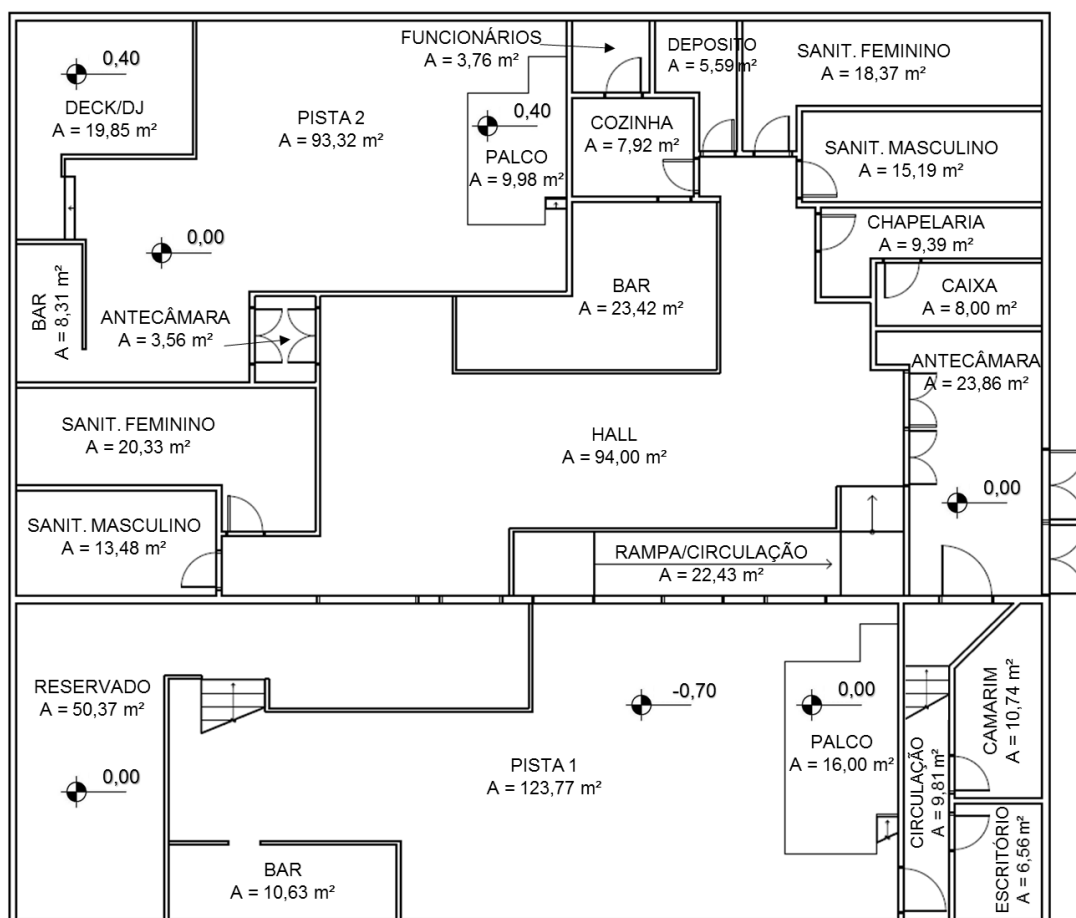 0,40
DECK/DJ
A = 19,85 m²
PISTA 2
A = 93,32 m²
FUNCIONÁRIOS
A = 3,76 m²
0,40
PALCO
A = 9,98 m²
DEPOSITO
A = 5,59 m²
COZINHA
A = 7,92 m²
SANIT. FEMININO
A = 18,37 m²
SANIT. MASCULINO
A = 15,19 m²
CHAPELARIA
A = 9,39 m²
CAIXA
A = 8,00 m²
0,00
BAR
A = 8,31 m²
ANTECÂMARA
A = 3,56 m²
BAR
A = 23,42 m²
ANTECÂMARA
A = 23,86 m²
0,00
SANIT. FEMININO
A = 20,33 m²
HALL
A = 94,00 m²
SANIT. MASCULINO
A = 13,48 m²
RAMPA/CIRCULAÇÃO
A = 22,43 m²
RESERVADO
A = 50,37 m²
0,00
-0,70
PISTA 1
A = 123,77 m²
0,00
PALCO
A = 16,00 m²
CIRCULAÇÃO
A = 9,81 m²
CAMARIM
A = 10,74 m²
ESCRITÓRIO
A = 6,56 m²
BAR
A = 10,63 m²